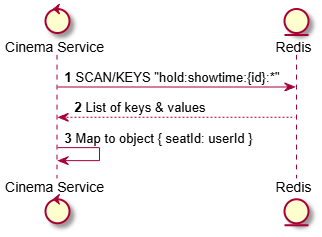 Cinema Service Redis
1 SCAN/KEYS "hold:showtime:{id}:*"
2 List of keys & values
3 Map to object { seatId: userId }
Cinema Service Redis